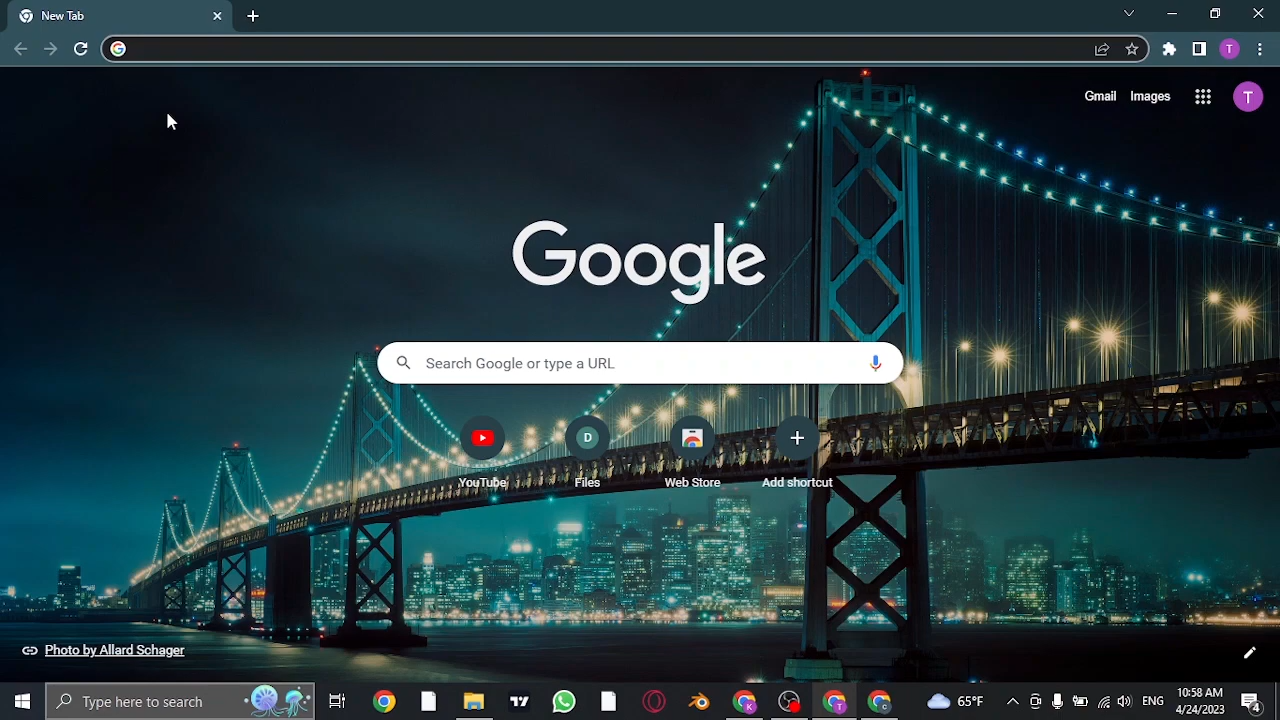 New Tab
Gmail Images T
T
Google
Search Google or type a URL
D
YouTube Files Web Store Add shortcut
Photo by Allard Schager
Type here to search
K
T
C
65°F
ENG
10:58 AM
4/24/2023
4